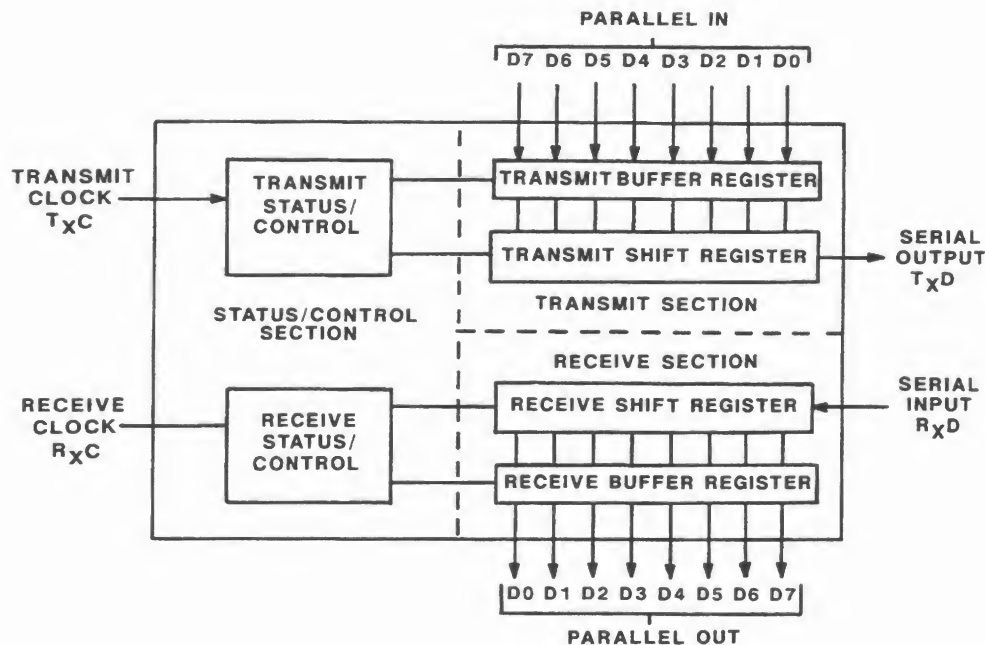 PARALLEL IN
D7 D6 D5 D4 D3 D2 D1 D0
TRANSMIT
CLOCK
TXC
TRANSMIT
STATUS/
CONTROL
TRANSMIT BUFFER REGISTER
TRANSMIT SHIFT REGISTER
SERIAL
OUTPUT
TXD
TRANSMIT SECTION
STATUS/CONTROL
SECTION
RECEIVE SECTION
RECEIVE
CLOCK
RXC
RECEIVE
STATUS/
CONTROL
RECEIVE SHIFT REGISTER
SERIAL
INPUT
RXD
RECEIVE BUFFER REGISTER
D0 D1 D2 D3 D4 D5 D6 D7
PARALLEL OUT